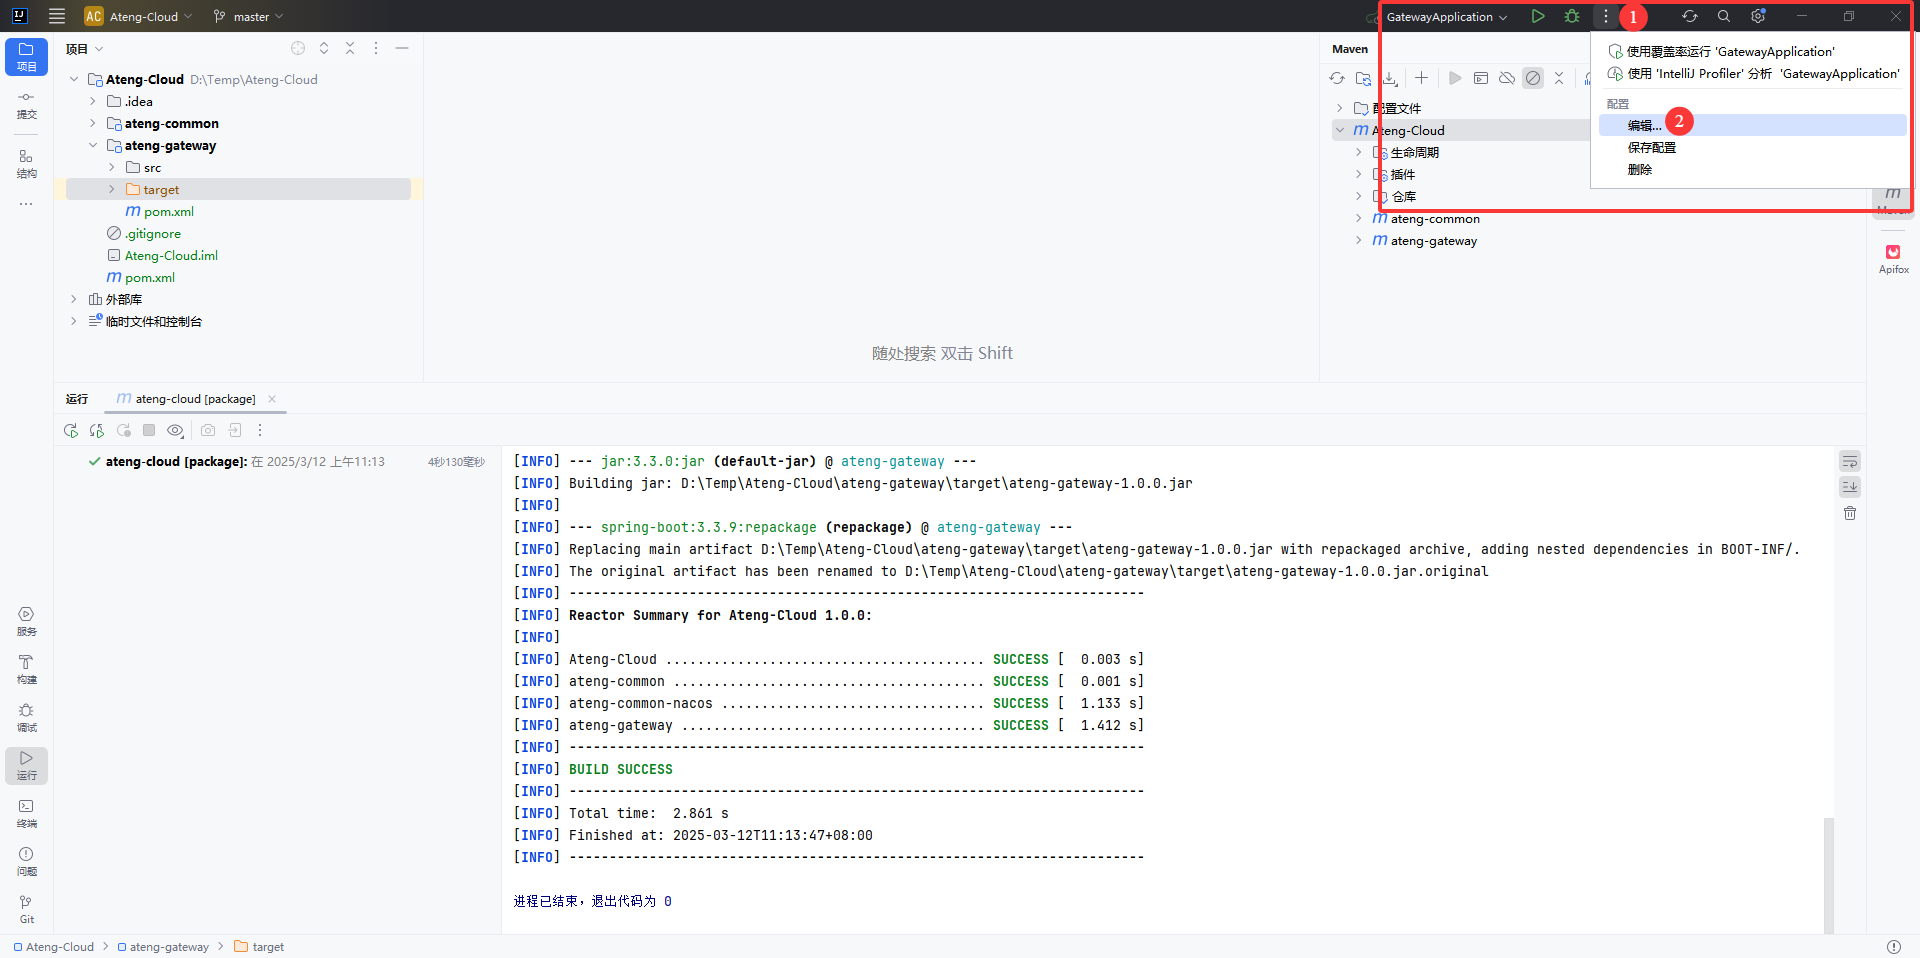 AC Ateng-Cloud master GatewayApplication 1
项目
Maven
使用覆盖率运行 'GatewayApplication'
使用 'IntelliJ Profiler' 分析 'GatewayApplication'
配置
编辑... 2
保存配置
删除
项目
提交
结构
Ateng-Cloud D:\Temp\Ateng-Cloud
.idea
ateng-common
ateng-gateway
src
target
pom.xml
.gitignore
Ateng-Cloud.iml
pom.xml
外部库
临时文件和控制台
随处搜索 双击 Shift
配置文件
Ateng-Cloud
生命周期
插件
仓库
ateng-common
ateng-gateway
Apifox
运行 ateng-cloud [package]
ateng-cloud [package]: 在 2025/3/12 上午11:13 4秒130毫秒
[INFO] --- jar:3.3.0:jar (default-jar) @ ateng-gateway ---
[INFO] Building jar: D:\Temp\Ateng-Cloud\ateng-gateway\target\ateng-gateway-1.0.0.jar
[INFO]
[INFO] --- spring-boot:3.3.9:repackage (repackage) @ ateng-gateway ---
[INFO] Replacing main artifact D:\Temp\Ateng-Cloud\ateng-gateway\target\ateng-gateway-1.0.0.jar with repackaged archive, adding nested dependencies in BOOT-INF/.
[INFO] The original artifact has been renamed to D:\Temp\Ateng-Cloud\ateng-gateway\target\ateng-gateway-1.0.0.jar.original
[INFO] ------------------------------------------------------------------------
[INFO] Reactor Summary for Ateng-Cloud 1.0.0:
[INFO]
[INFO] Ateng-Cloud ........................................ SUCCESS [  0.003 s]
[INFO] ateng-common ....................................... SUCCESS [  0.001 s]
[INFO] ateng-common-nacos ................................. SUCCESS [  1.133 s]
[INFO] ateng-gateway ...................................... SUCCESS [  1.412 s]
[INFO] ------------------------------------------------------------------------
[INFO] BUILD SUCCESS
[INFO] ------------------------------------------------------------------------
[INFO] Total time:  2.861 s
[INFO] Finished at: 2025-03-12T11:13:47+08:00
[INFO] ------------------------------------------------------------------------
进程已结束，退出代码为 0
服务
构建
调试
运行
终端
问题
Git
Ateng-Cloud > ateng-gateway > target